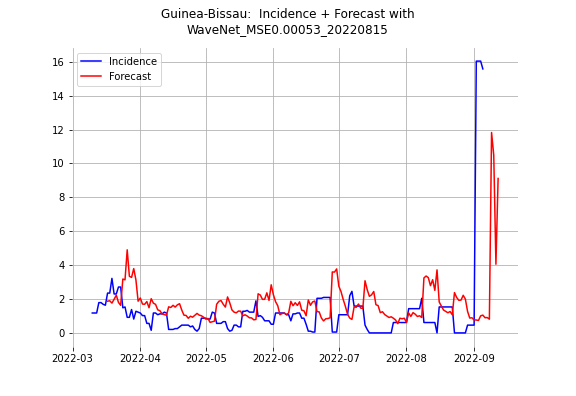 Guinea-Bissau:  Incidence + Forecast with
WaveNet_MSE0.00053_20220815
Incidence
Forecast
16
14
12
10
8
6
4
2
0
2022-03 2022-04 2022-05 2022-06 2022-07 2022-08 2022-09